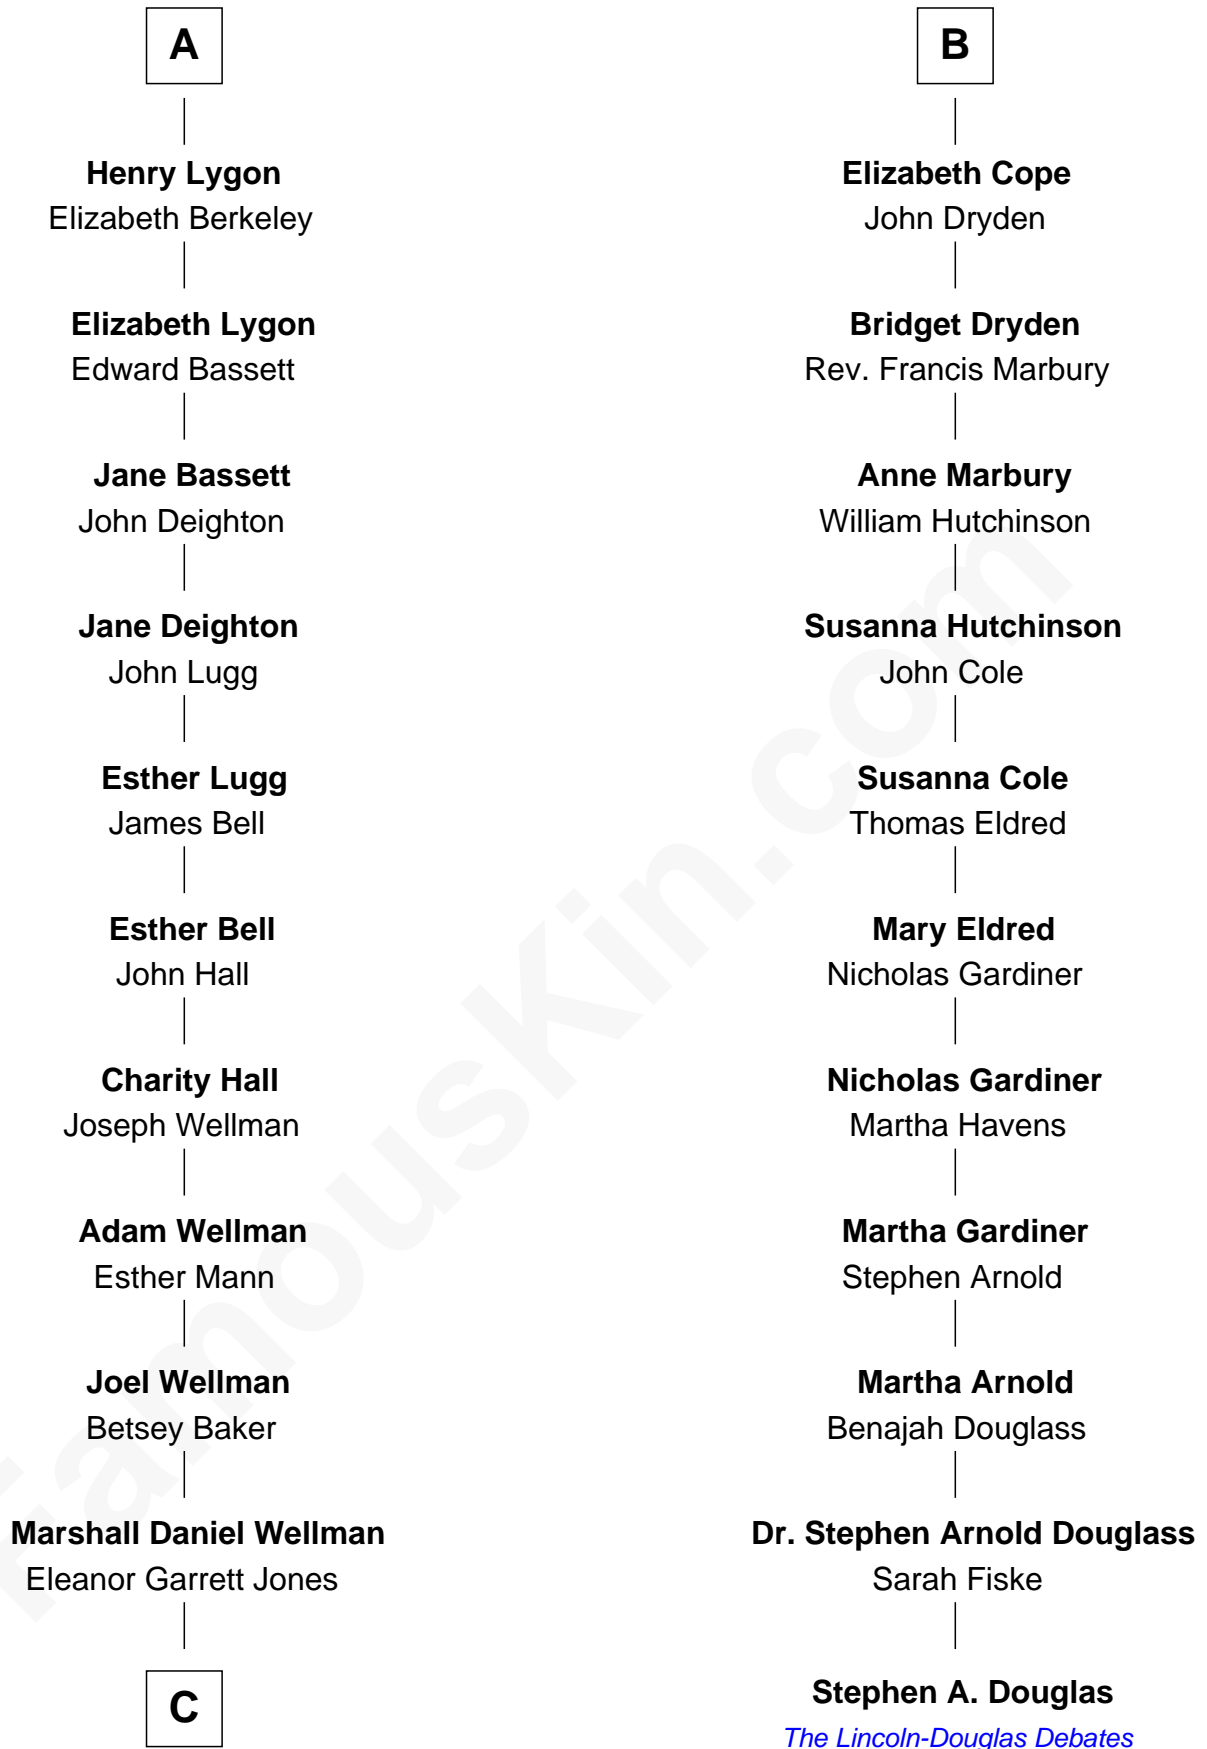 A
Henry Lygon
Elizabeth Berkeley
Elizabeth Lygon
Edward Bassett
Jane Bassett
John Deighton
Jane Deighton
John Lugg
Esther Lugg
James Bell
Esther Bell
John Hall
Charity Hall
Joseph Wellman
Adam Wellman
Esther Mann
Joel Wellman
Betsey Baker
Marshall Daniel Wellman
Eleanor Garrett Jones
C
B
Elizabeth Cope
John Dryden
Bridget Dryden
Rev. Francis Marbury
Anne Marbury
William Hutchinson
Susanna Hutchinson
John Cole
Susanna Cole
Thomas Eldred
Mary Eldred
Nicholas Gardiner
Nicholas Gardiner
Martha Havens
Martha Gardiner
Stephen Arnold
Martha Arnold
Benajah Douglass
Dr. Stephen Arnold Douglass
Sarah Fiske
Stephen A. Douglas
The Lincoln-Douglas Debates
FamousKin.com